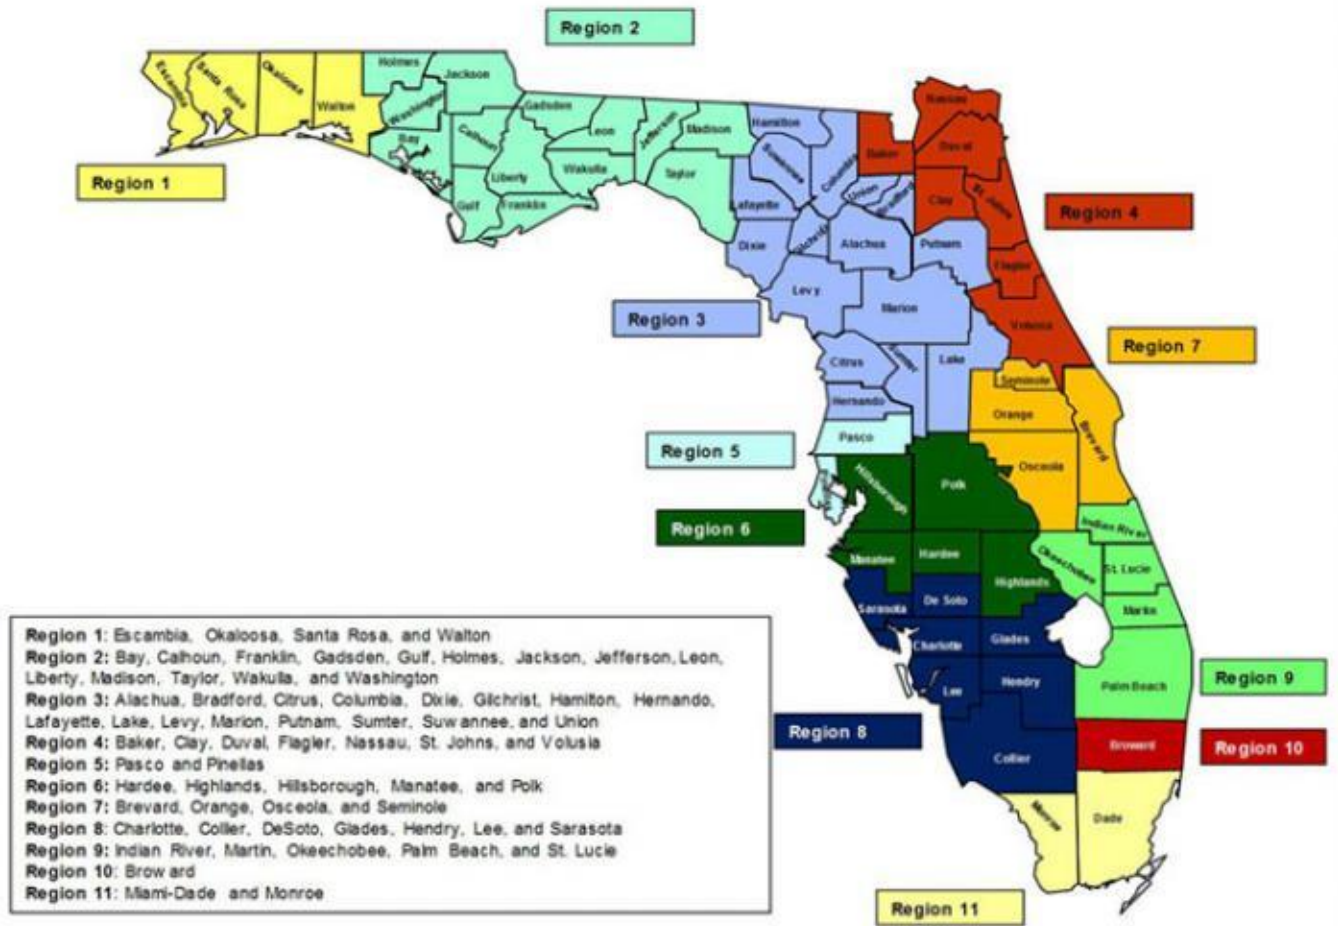 Region 2
Holmes
Jackson
Escambia
Santa Rosa
Okaloosa
Walton
Washington
Bay
Calhoun
Gadsden
Leon
Jefferson
Madison
Hamilton
Nassau
Liberty
Wakulla
Taylor
Suwannee
Columbia
Baker
Duval
Region 1
Gulf
Franklin
Lafayette
Union
Bradford
Clay
St. Johns
Region 4
Dixie
Gilchrist
Alachua
Putnam
Flagler
Levy
Marion
Volusia
Region 3
Region 7
Citrus
Sumter
Lake
Seminole
Hernando
Orange
Brevard
Pasco
Region 5
Osceola
Hillsborough
Polk
Region 6
Indian River
Manatee
Hardee
Highlands
Okeechobee
St. Lucie
Sarasota
De Soto
Martin
Charlotte
Glades
Lee
Hendry
Palm Beach
Region 9
Region 8
Collier
Broward
Region 10
Monroe
Dade
Region 11
Region 1: Escambia, Okaloosa, Santa Rosa, and Walton
Region 2: Bay, Calhoun, Franklin, Gadsden, Gulf, Holmes, Jackson, Jefferson, Leon,
Liberty, Madison, Taylor, Wakulla, and Washington
Region 3: Alachua, Bradford, Citrus, Columbia, Dixie, Gilchrist, Hamilton, Hernando,
Lafayette, Lake, Levy, Marion, Putnam, Sumter, Suwannee, and Union
Region 4: Baker, Clay, Duval, Flagler, Nassau, St. Johns, and Volusia
Region 5: Pasco and Pinellas
Region 6: Hardee, Highlands, Hillsborough, Manatee, and Polk
Region 7: Brevard, Orange, Osceola, and Seminole
Region 8: Charlotte, Collier, DeSoto, Glades, Hendry, Lee, and Sarasota
Region 9: Indian River, Martin, Okeechobee, Palm Beach, and St. Lucie
Region 10: Broward
Region 11: Miami-Dade and Monroe